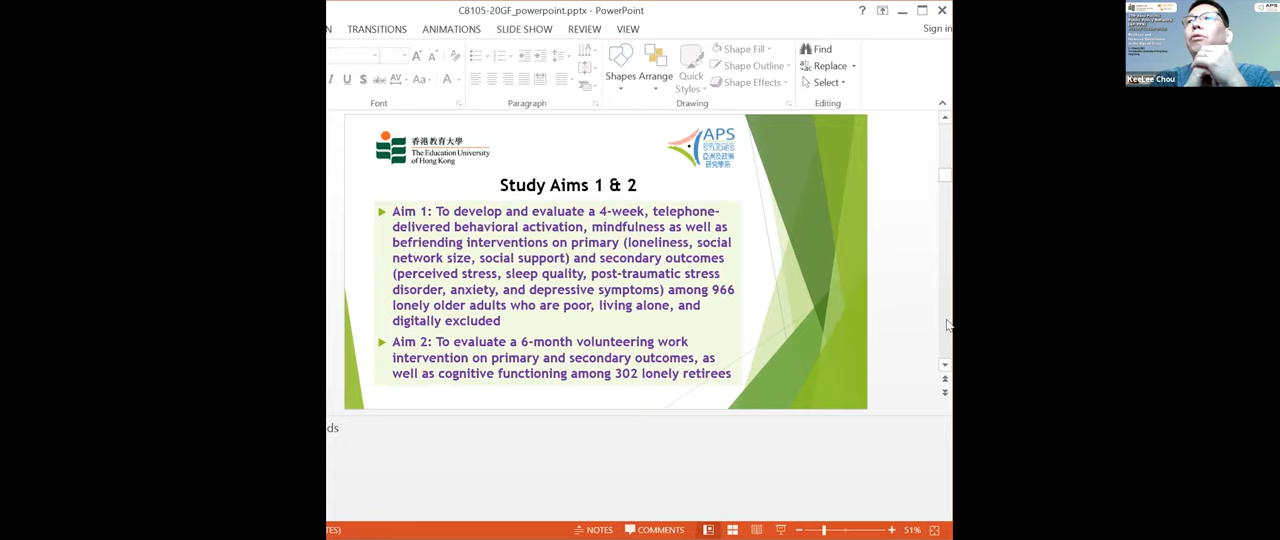 C8105-20GF_powerpoint.pptx - PowerPoint
TRANSITIONS ANIMATIONS SLIDE SHOW REVIEW VIEW
Sign in
Shapes Arrange Quick Styles
Shape Fill
Shape Outline
Shape Effects
Find
Replace
Select
Font Paragraph Drawing Editing
香港教育大學
The Education University
of Hong Kong
APS
STUDIES
亞洲及政策
研究學系
Study Aims 1 & 2
Aim 1: To develop and evaluate a 4-week, telephone-
delivered behavioral activation, mindfulness as well as
befriending interventions on primary (loneliness, social
network size, social support) and secondary outcomes
(perceived stress, sleep quality, post-traumatic stress
disorder, anxiety, and depressive symptoms) among 966
lonely older adults who are poor, living alone, and
digitally excluded
Aim 2: To evaluate a 6-month volunteering work
intervention on primary and secondary outcomes, as
well as cognitive functioning among 302 lonely retirees
ds
TES)
NOTES COMMENTS 51%
APS
KeeLee Chou